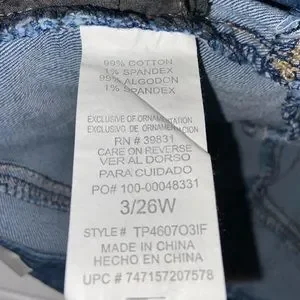 99% COTTON
1% SPANDEX
99% ALGODON
1% SPANDEX
EXCLUSIVE OF ORNAMENTATION
EXCLUSIVO DE ORNAMENTACION
RN # 39831
CARE ON REVERSE
VER AL DORSO
PARA CUIDADO
PO# 100-00048331
3/26W
STYLE # TP4607O3IF
MADE IN CHINA
HECHO EN CHINA
UPC # 747157207578